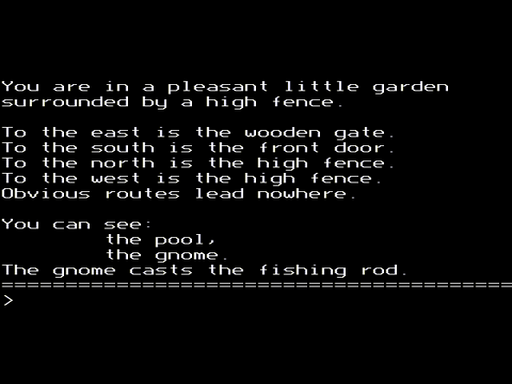 You are in a pleasant little garden
surrounded by a high fence.
To the east is the wooden gate.
To the south is the front door.
To the north is the high fence.
To the west is the high fence.
Obvious routes lead nowhere.
You can see:
the pool,
the gnome.
The gnome casts the fishing rod.
==================================================
>